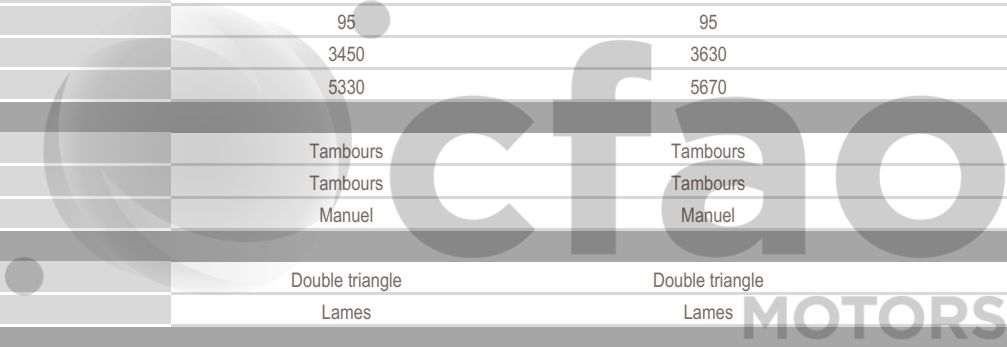 95 95
3450 3630
5330 5670
Tambours Tambours
Tambours Tambours
Manuel Manuel
Double triangle Double triangle
Lames Lames
cfao
MOTORS